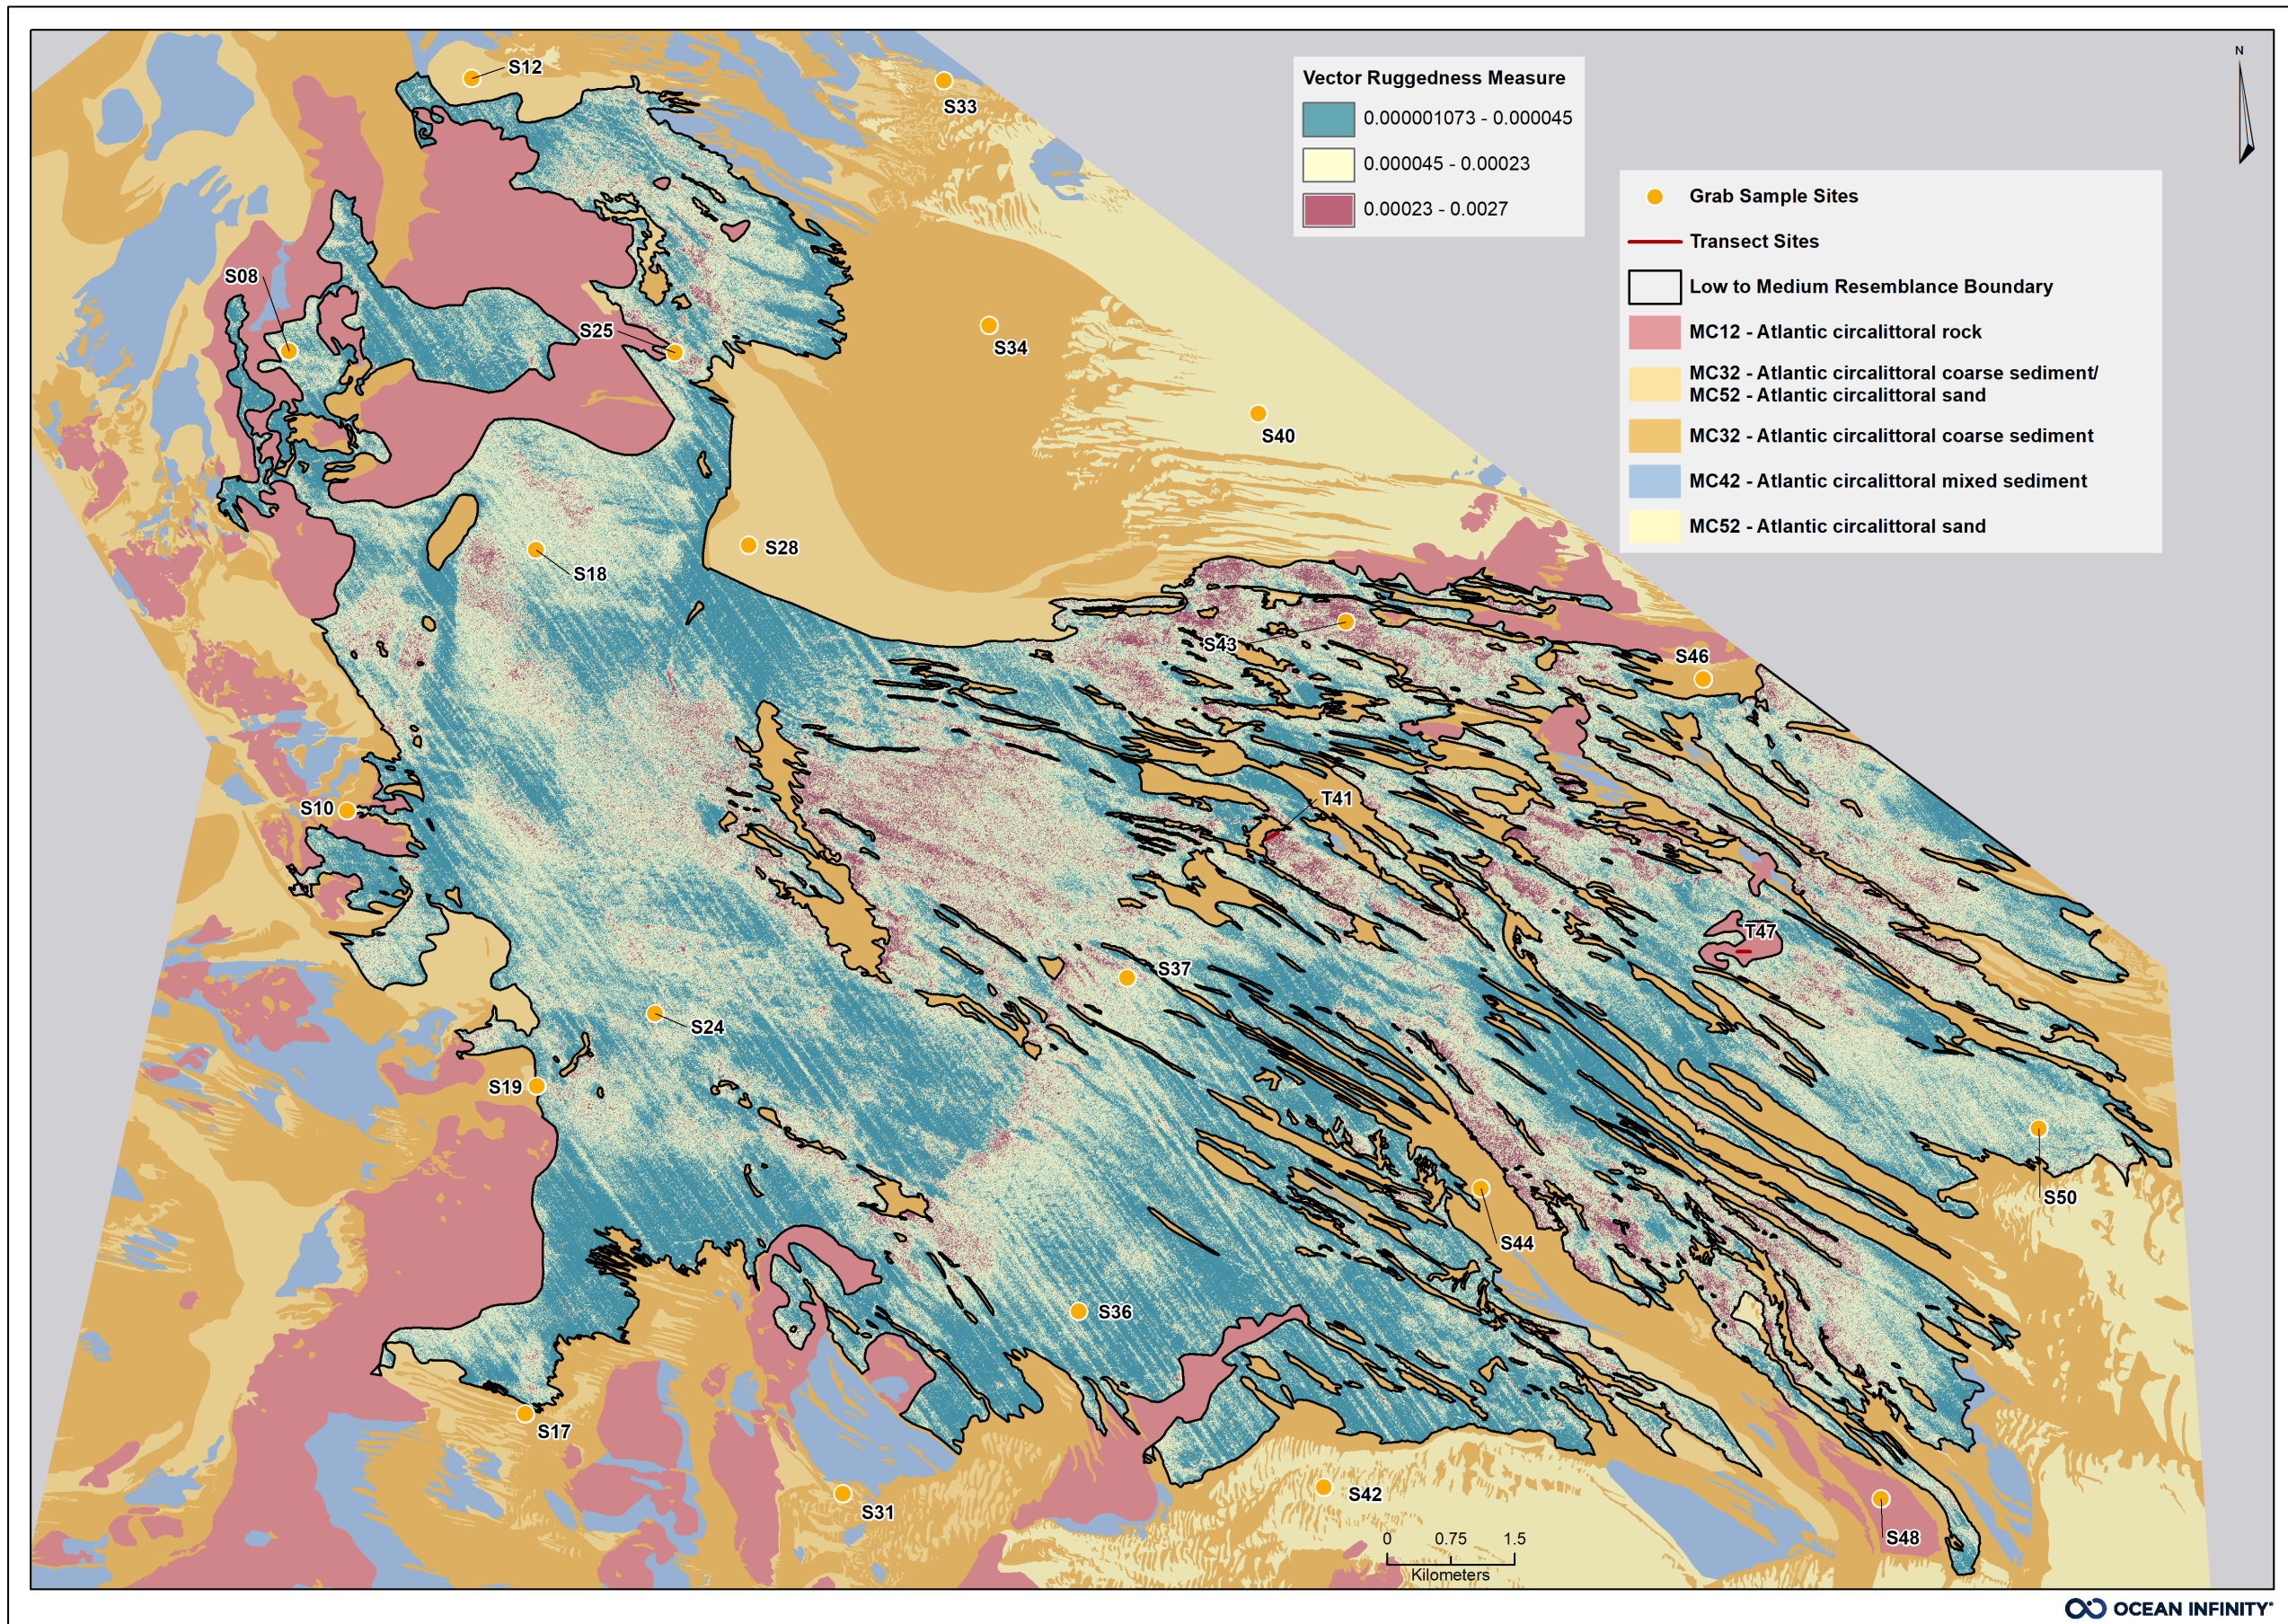 S12
S33
N
Vector Ruggedness Measure
0.000001073 - 0.000045
0.000045 - 0.00023
0.00023 - 0.0027
Grab Sample Sites
Transect Sites
Low to Medium Resemblance Boundary
MC12 - Atlantic circalittoral rock
MC32 - Atlantic circalittoral coarse sediment/
MC52 - Atlantic circalittoral sand
MC32 - Atlantic circalittoral coarse sediment
MC42 - Atlantic circalittoral mixed sediment
MC52 - Atlantic circalittoral sand
S08
S25
S34
S40
S28
S18
S43
S46
T41
S10
T47
S37
S24
S19
S50
S44
S36
S17
S42
S31
S48
0 0.75 1.5
Kilometers
OCEAN INFINITY®